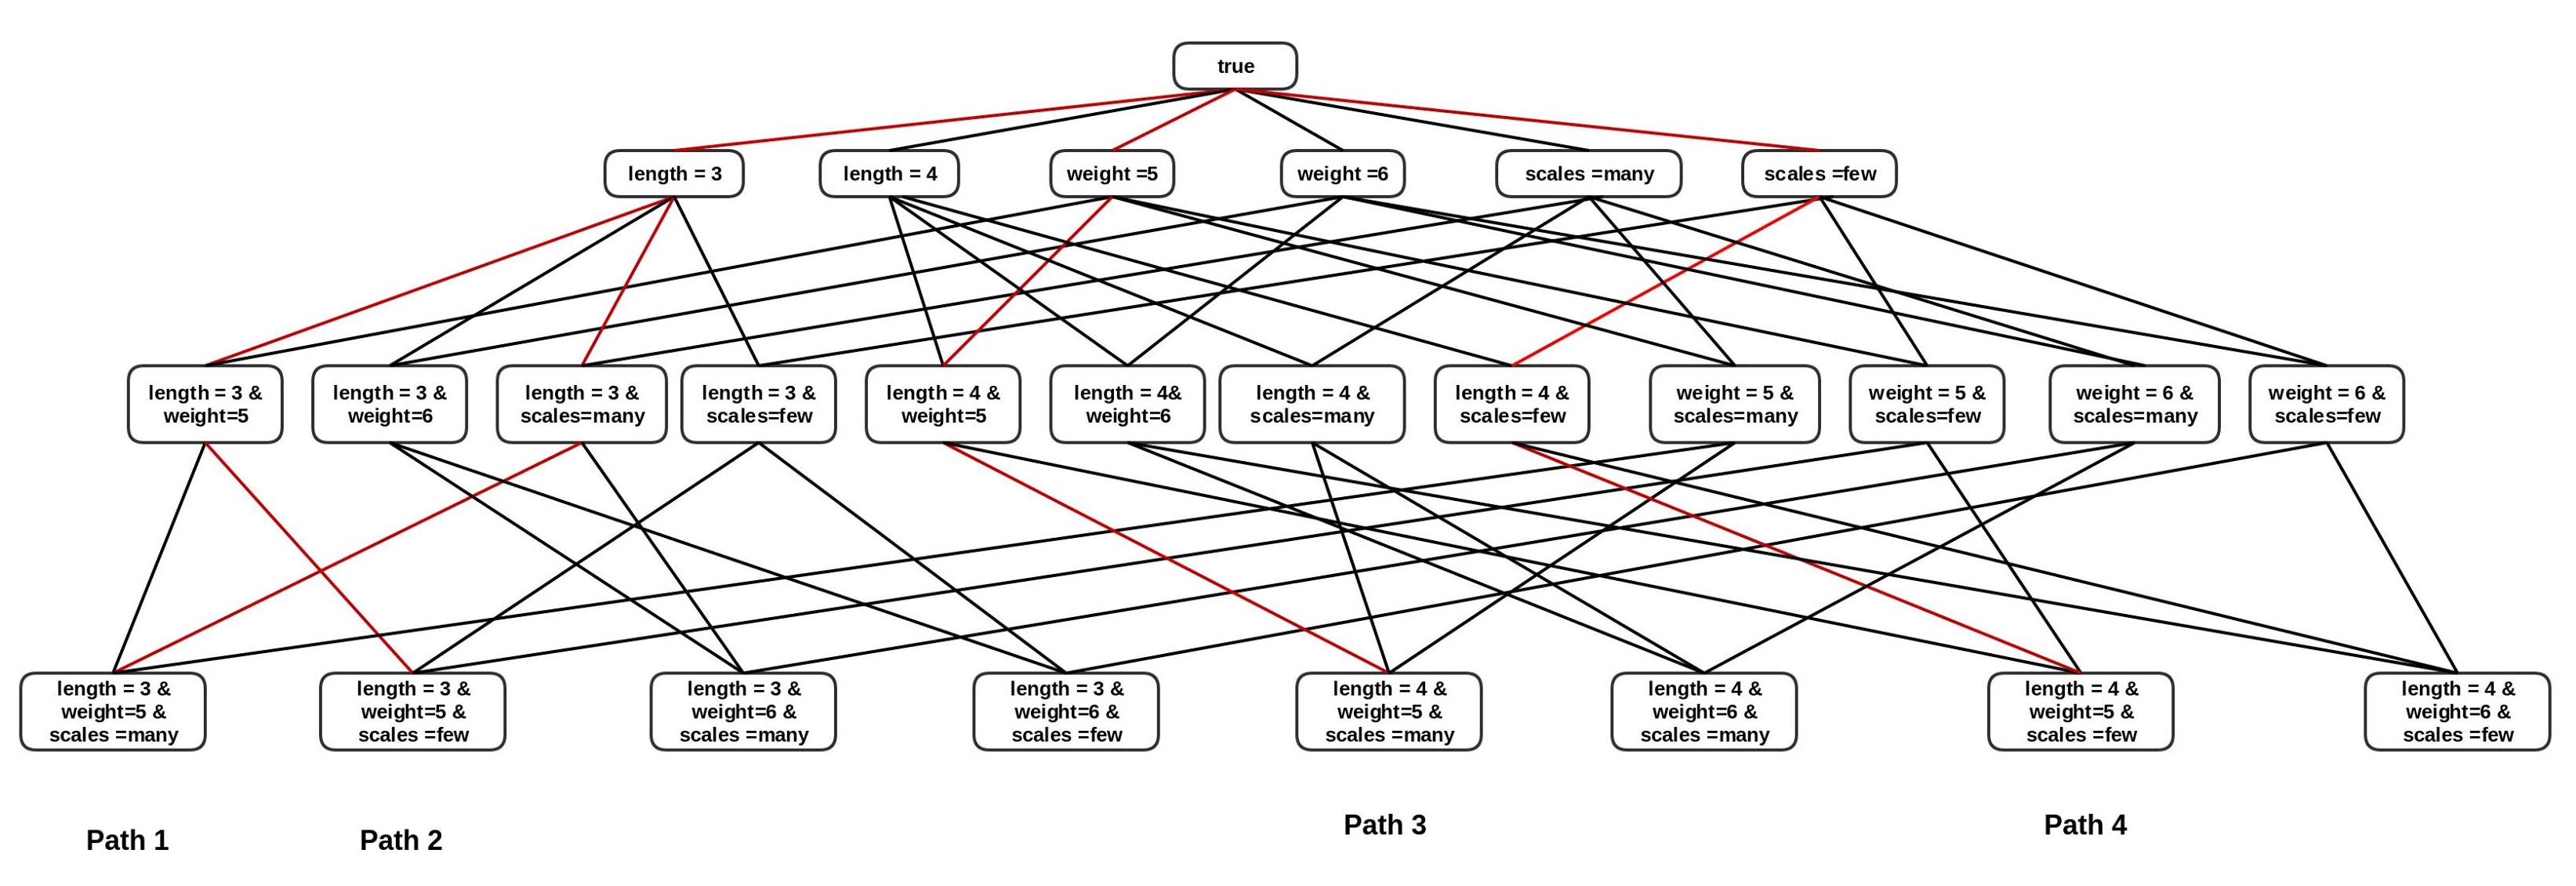 true
length = 3
length = 4
weight =5
weight =6
scales =many
scales =few
length = 3 &
weight=5
length = 3 &
weight=6
length = 3 &
scales=many
length = 3 &
scales=few
length = 4 &
weight=5
length = 4&
weight=6
length = 4 &
scales=many
length = 4 &
scales=few
weight = 5 &
scales=many
weight = 5 &
scales=few
weight = 6 &
scales=many
weight = 6 &
scales=few
length = 3 &
weight=5 &
scales =many
length = 3 &
weight=5 &
scales =few
length = 3 &
weight=6 &
scales =many
length = 3 &
weight=6 &
scales =few
length = 4 &
weight=5 &
scales =many
length = 4 &
weight=6 &
scales =many
length = 4 &
weight=5 &
scales =few
length = 4 &
weight=6 &
scales =few
Path 1
Path 2
Path 3
Path 4